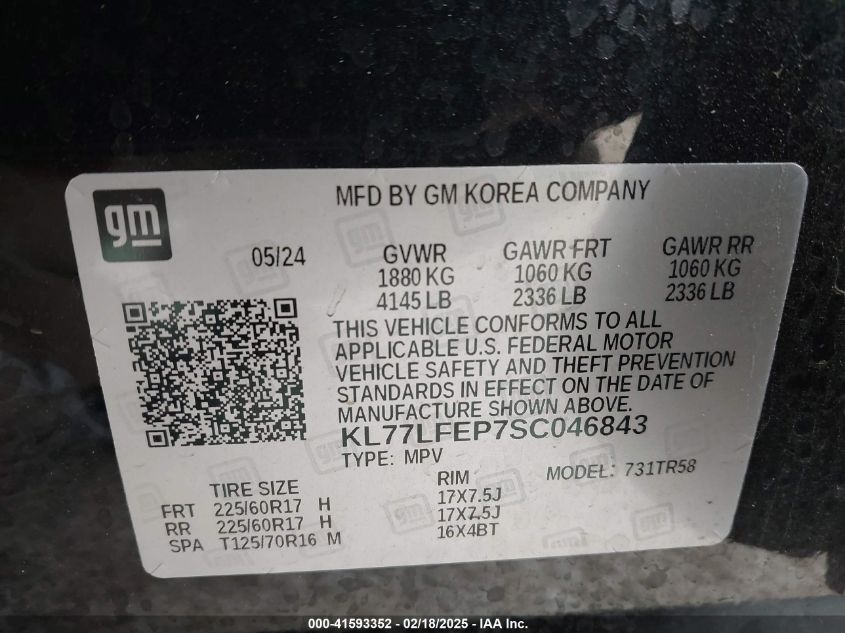 gm
MFD BY GM KOREA COMPANY
05/24
GVWR
1880 KG
4145 LB
GAWR FRT
1060 KG
2336 LB
GAWR RR
1060 KG
2336 LB
THIS VEHICLE CONFORMS TO ALL
APPLICABLE U.S. FEDERAL MOTOR
VEHICLE SAFETY AND THEFT PREVENTION
STANDARDS IN EFFECT ON THE DATE OF
MANUFACTURE SHOWN ABOVE.
KL77LFEP7SC046843
TYPE: MPV
MODEL: 731TR58
TIRE SIZE
RIM
FRT 225/60R17 H 17X7.5J
RR 225/60R17 H 17X7.5J
SPA T125/70R16 M 16X4BT
000-41593352 - 02/18/2025 - IAA Inc.